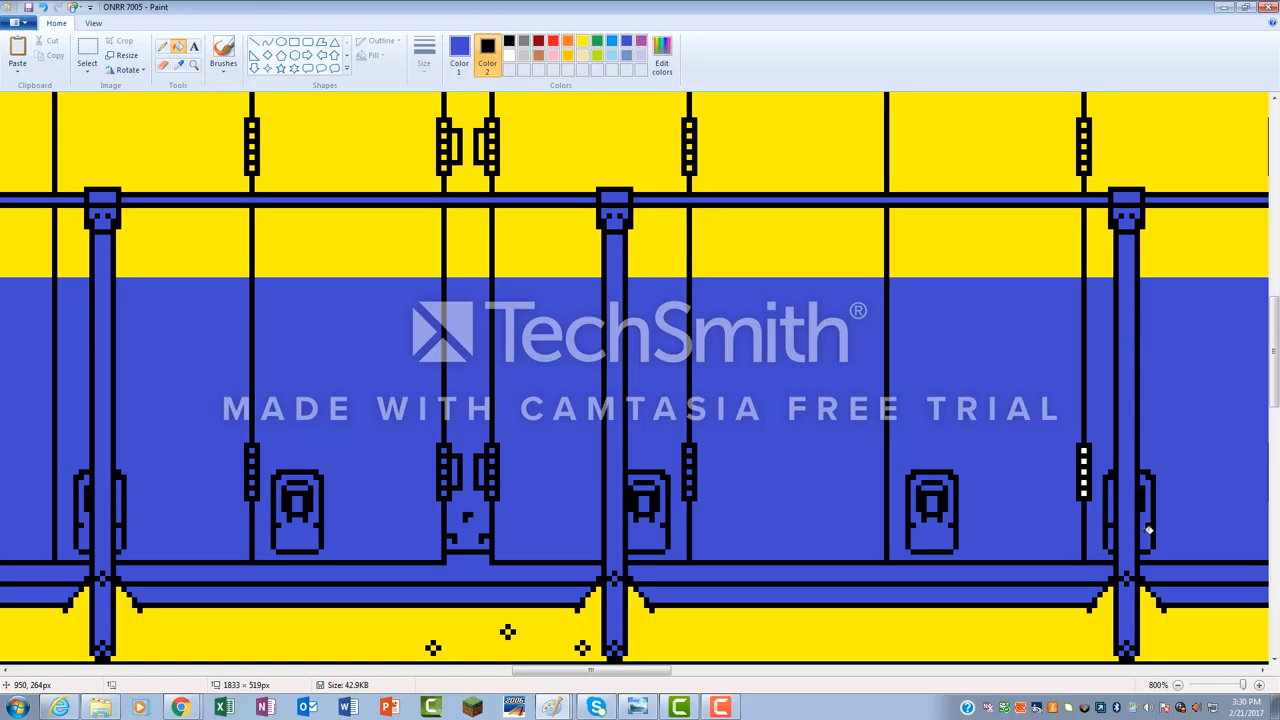 ONRR 7005 - Paint
Home View
Paste
Cut
Copy
Clipboard
Select
Crop
Resize
Rotate
Image
A
Tools
Brushes
Outline
Fill
Shapes
Size
Color 1
Color 2
Edit colors
Colors
TechSmith®
MADE WITH CAMTASIA FREE TRIAL
950, 264px
1833 × 519px
Size: 42.9KB
800%
3:30 PM
2/21/2017